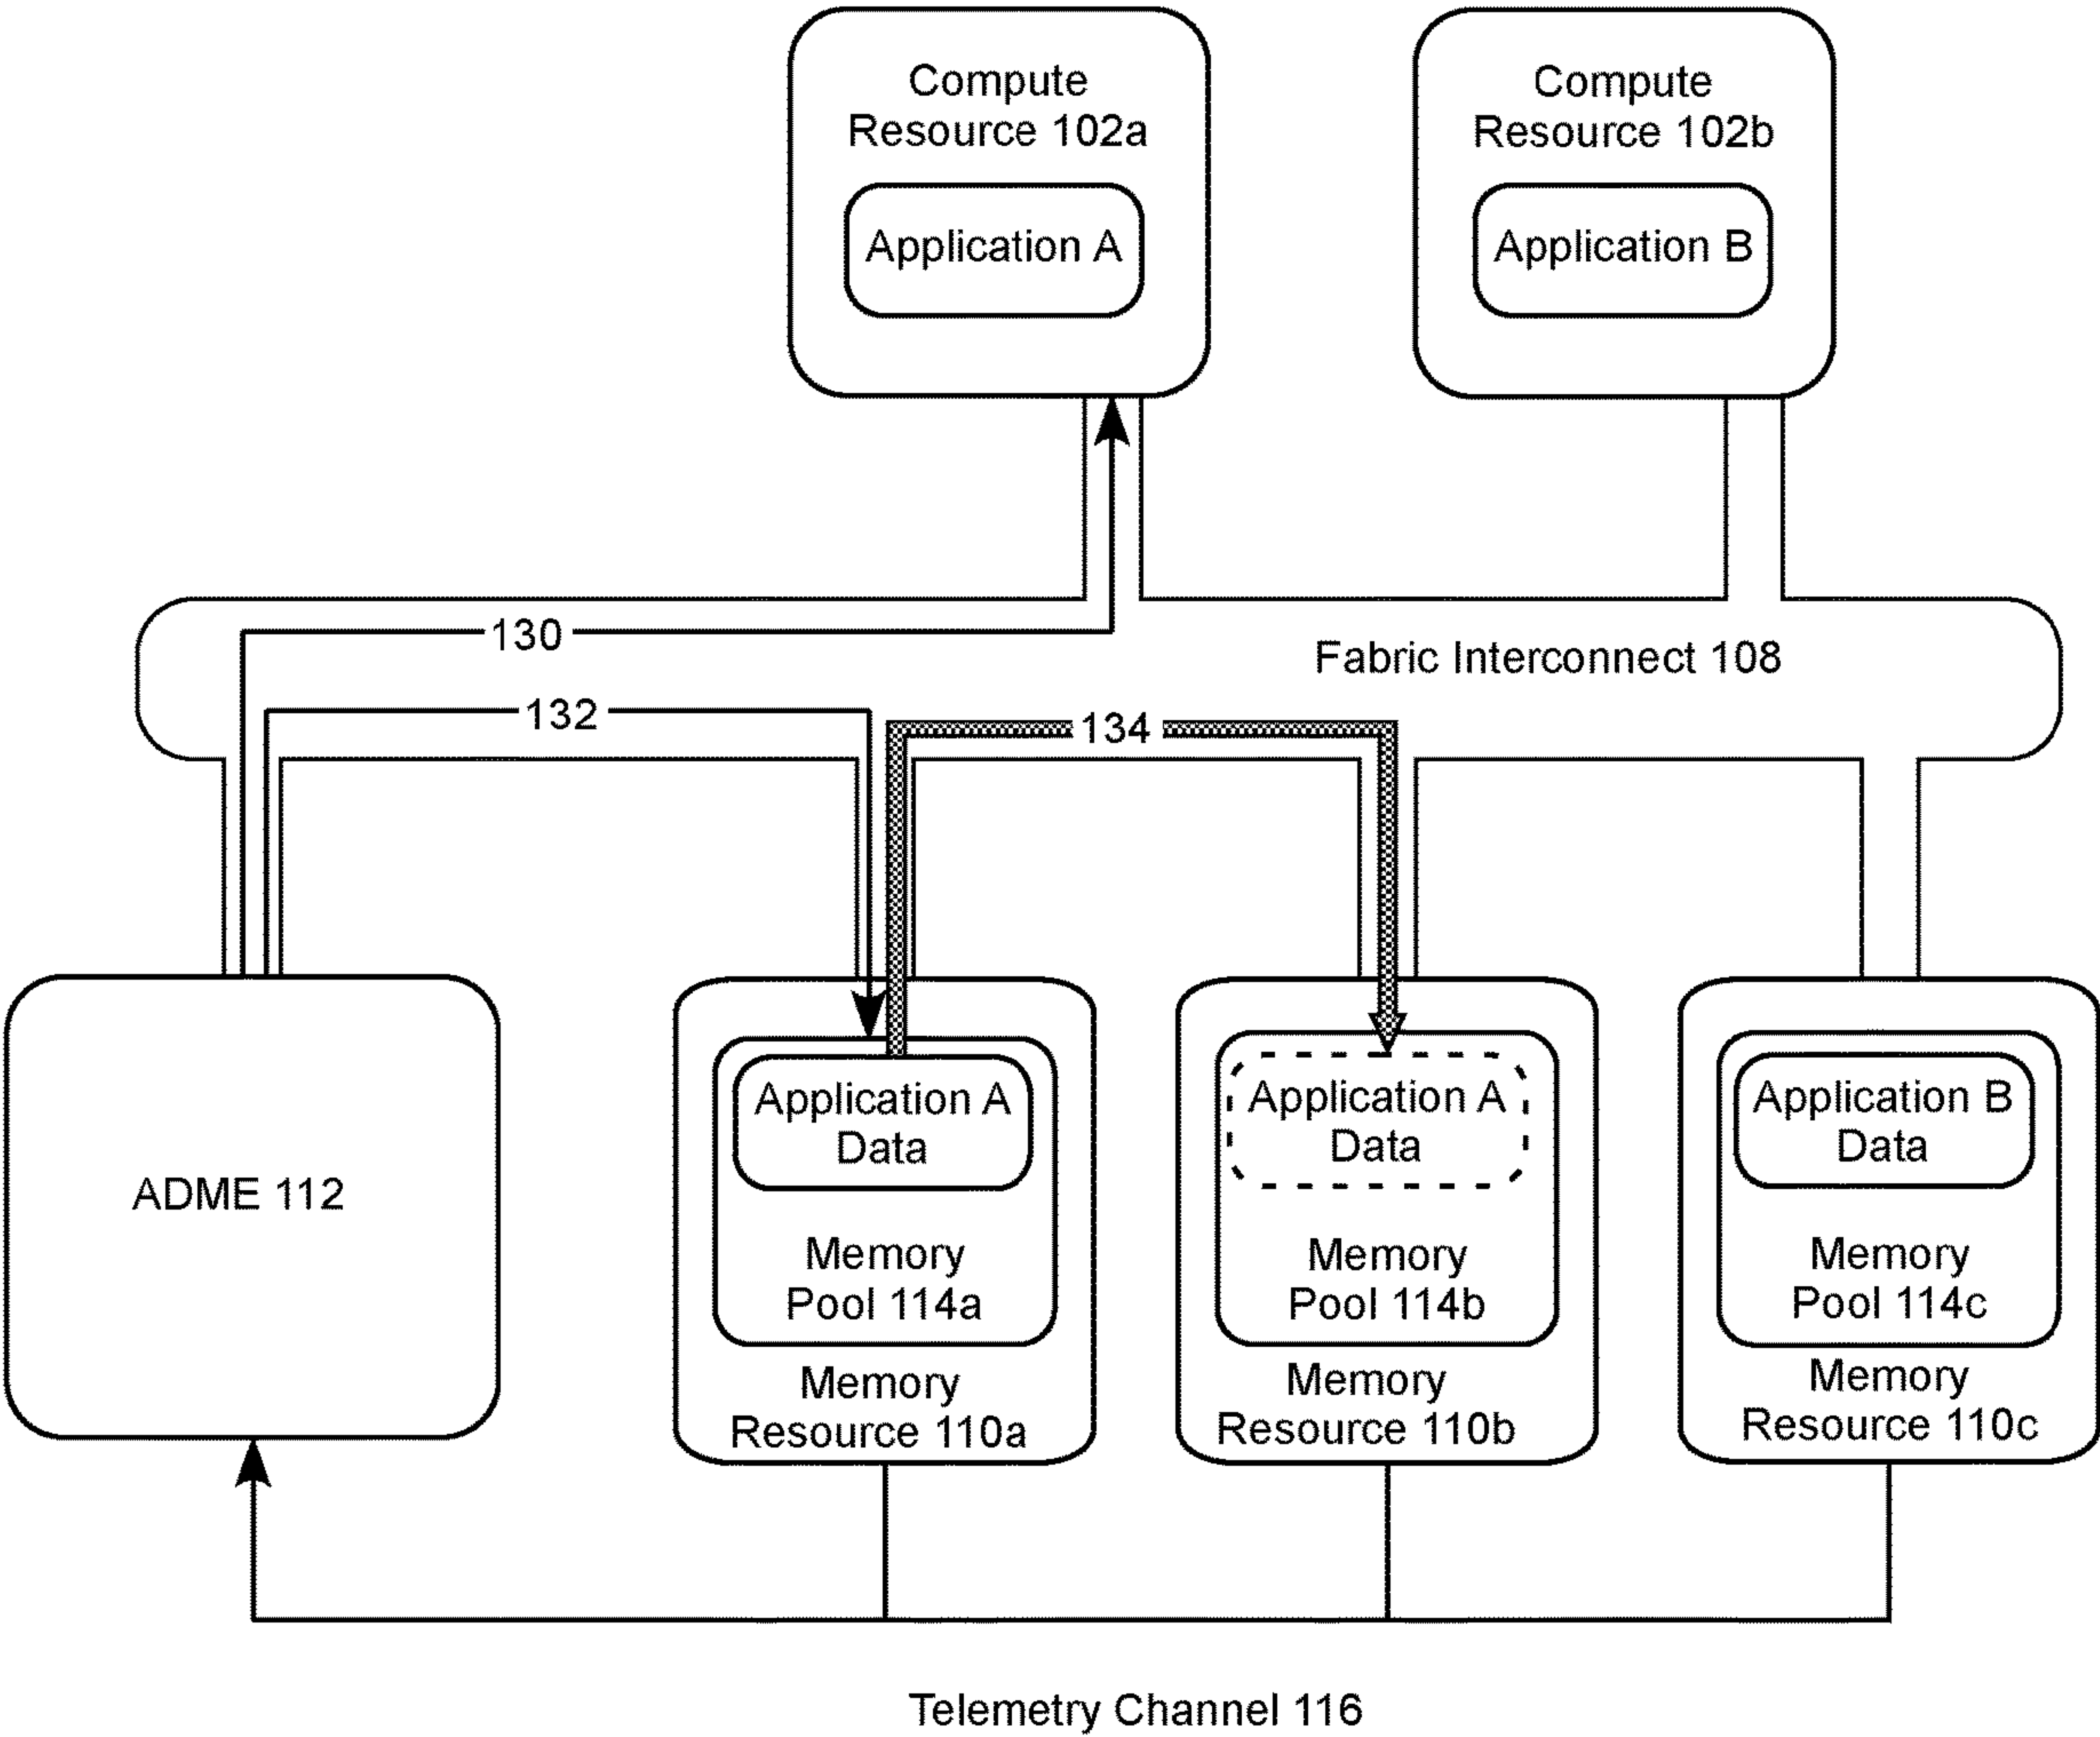 Compute
Resource 102a
Application A
Compute
Resource 102b
Application B
130
Fabric Interconnect 108
132
134
ADME 112
Application A
Data
Memory
Pool 114a
Memory
Resource 110a
Application A
Data
Memory
Pool 114b
Memory
Resource 110b
Application B
Data
Memory
Pool 114c
Memory
Resource 110c
Telemetry Channel 116